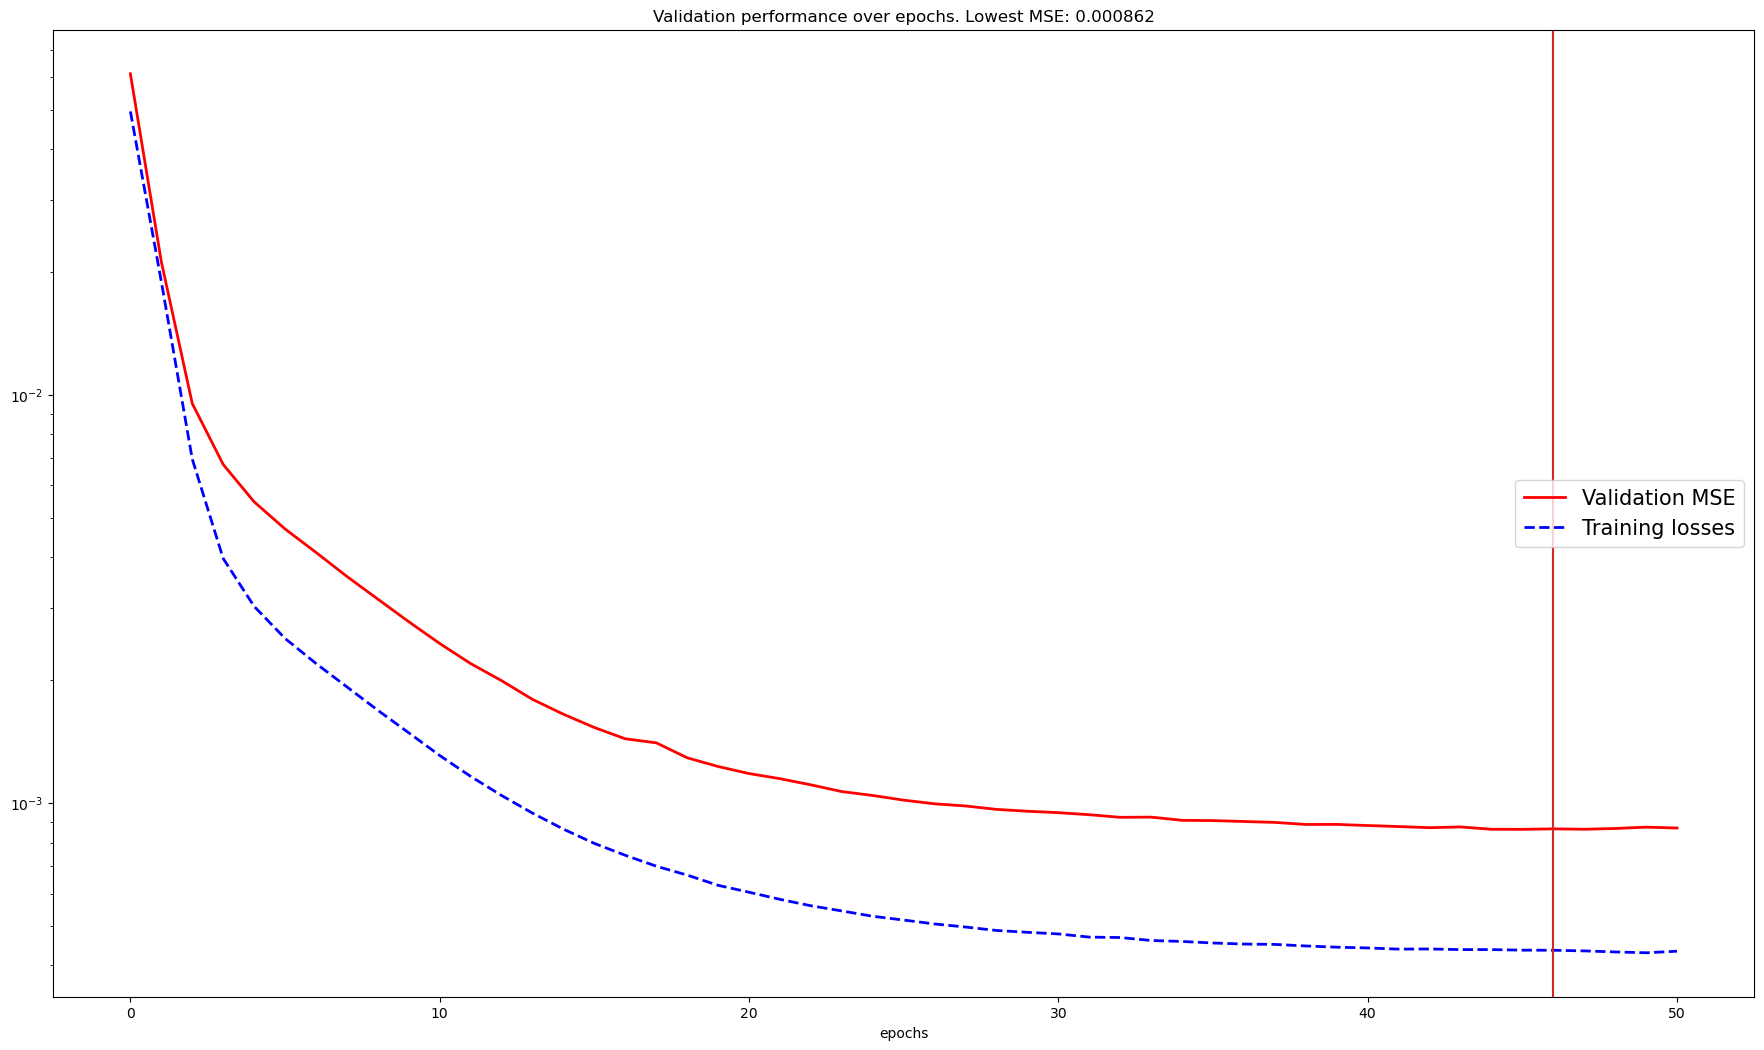 Validation performance over epochs. Lowest MSE: 0.000862
10⁻²
10⁻³
Validation MSE
Training losses
0 10 20 30 40 50
epochs